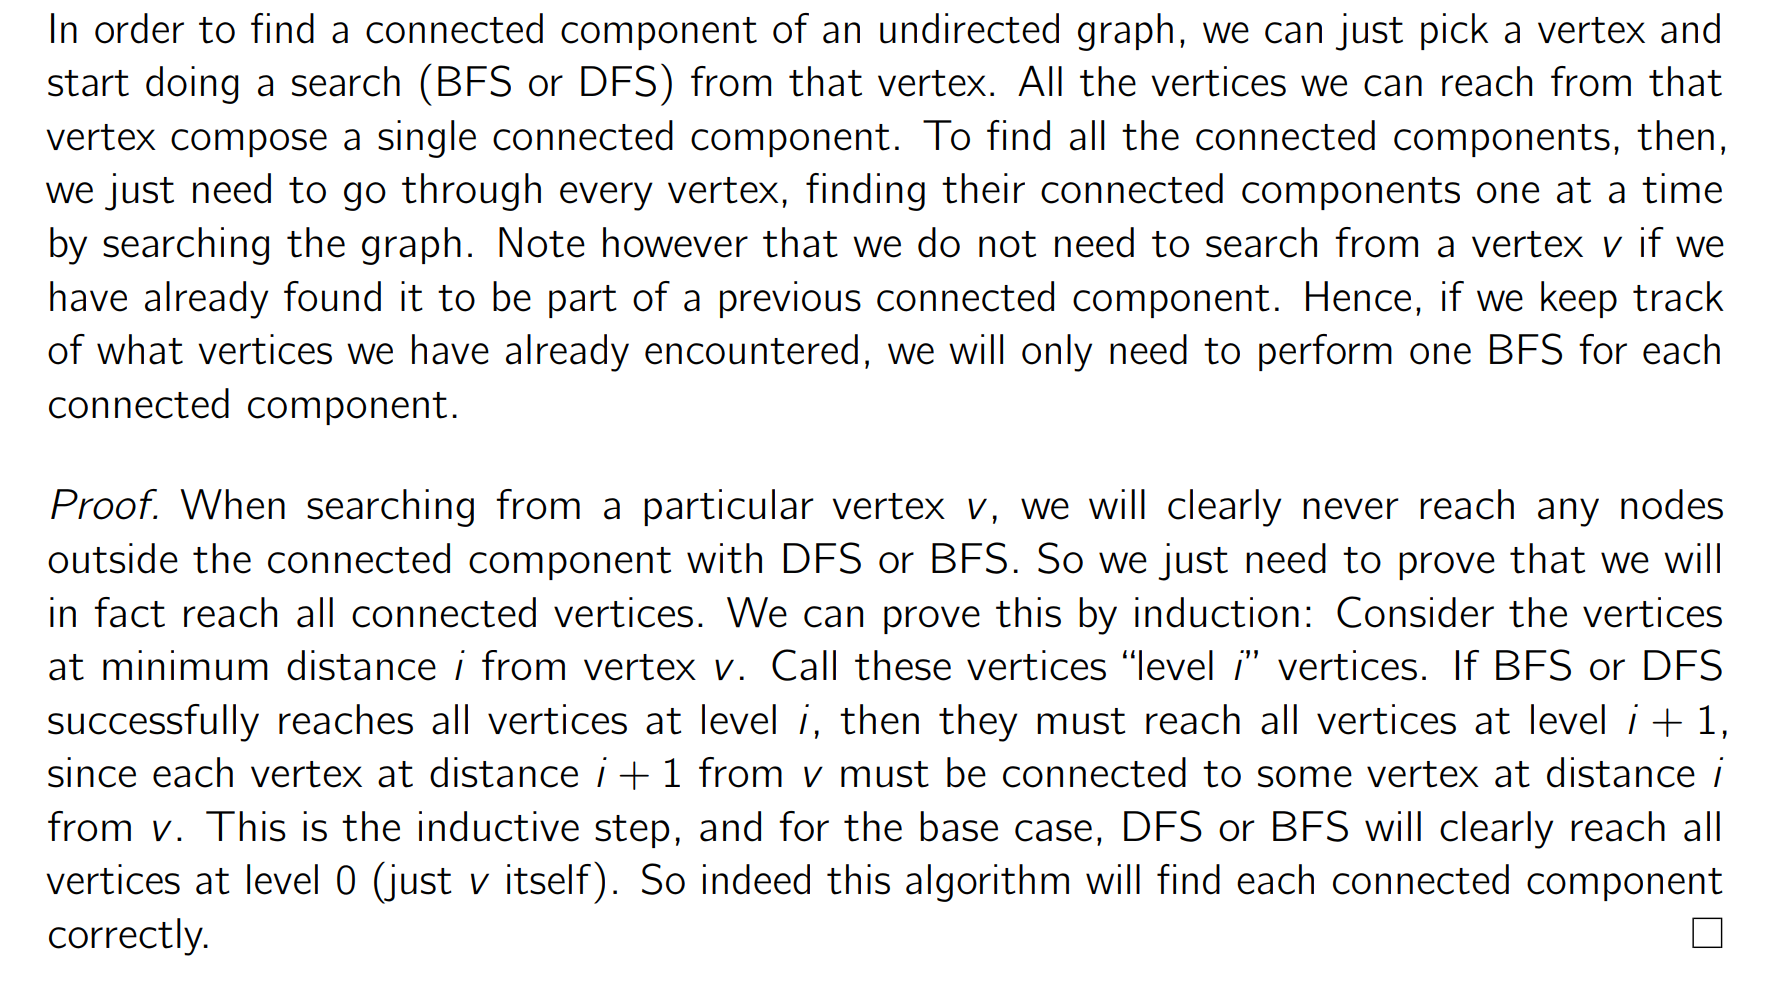 In order to find a connected component of an undirected graph, we can just pick a vertex and
start doing a search (BFS or DFS) from that vertex. All the vertices we can reach from that
vertex compose a single connected component. To find all the connected components, then,
we just need to go through every vertex, finding their connected components one at a time
by searching the graph. Note however that we do not need to search from a vertex v if we
have already found it to be part of a previous connected component. Hence, if we keep track
of what vertices we have already encountered, we will only need to perform one BFS for each
connected component.
Proof. When searching from a particular vertex v, we will clearly never reach any nodes
outside the connected component with DFS or BFS. So we just need to prove that we will
in fact reach all connected vertices. We can prove this by induction: Consider the vertices
at minimum distance i from vertex v. Call these vertices “level i” vertices. If BFS or DFS
successfully reaches all vertices at level i, then they must reach all vertices at level i + 1,
since each vertex at distance i + 1 from v must be connected to some vertex at distance i
from v. This is the inductive step, and for the base case, DFS or BFS will clearly reach all
vertices at level 0 (just v itself). So indeed this algorithm will find each connected component
correctly. □